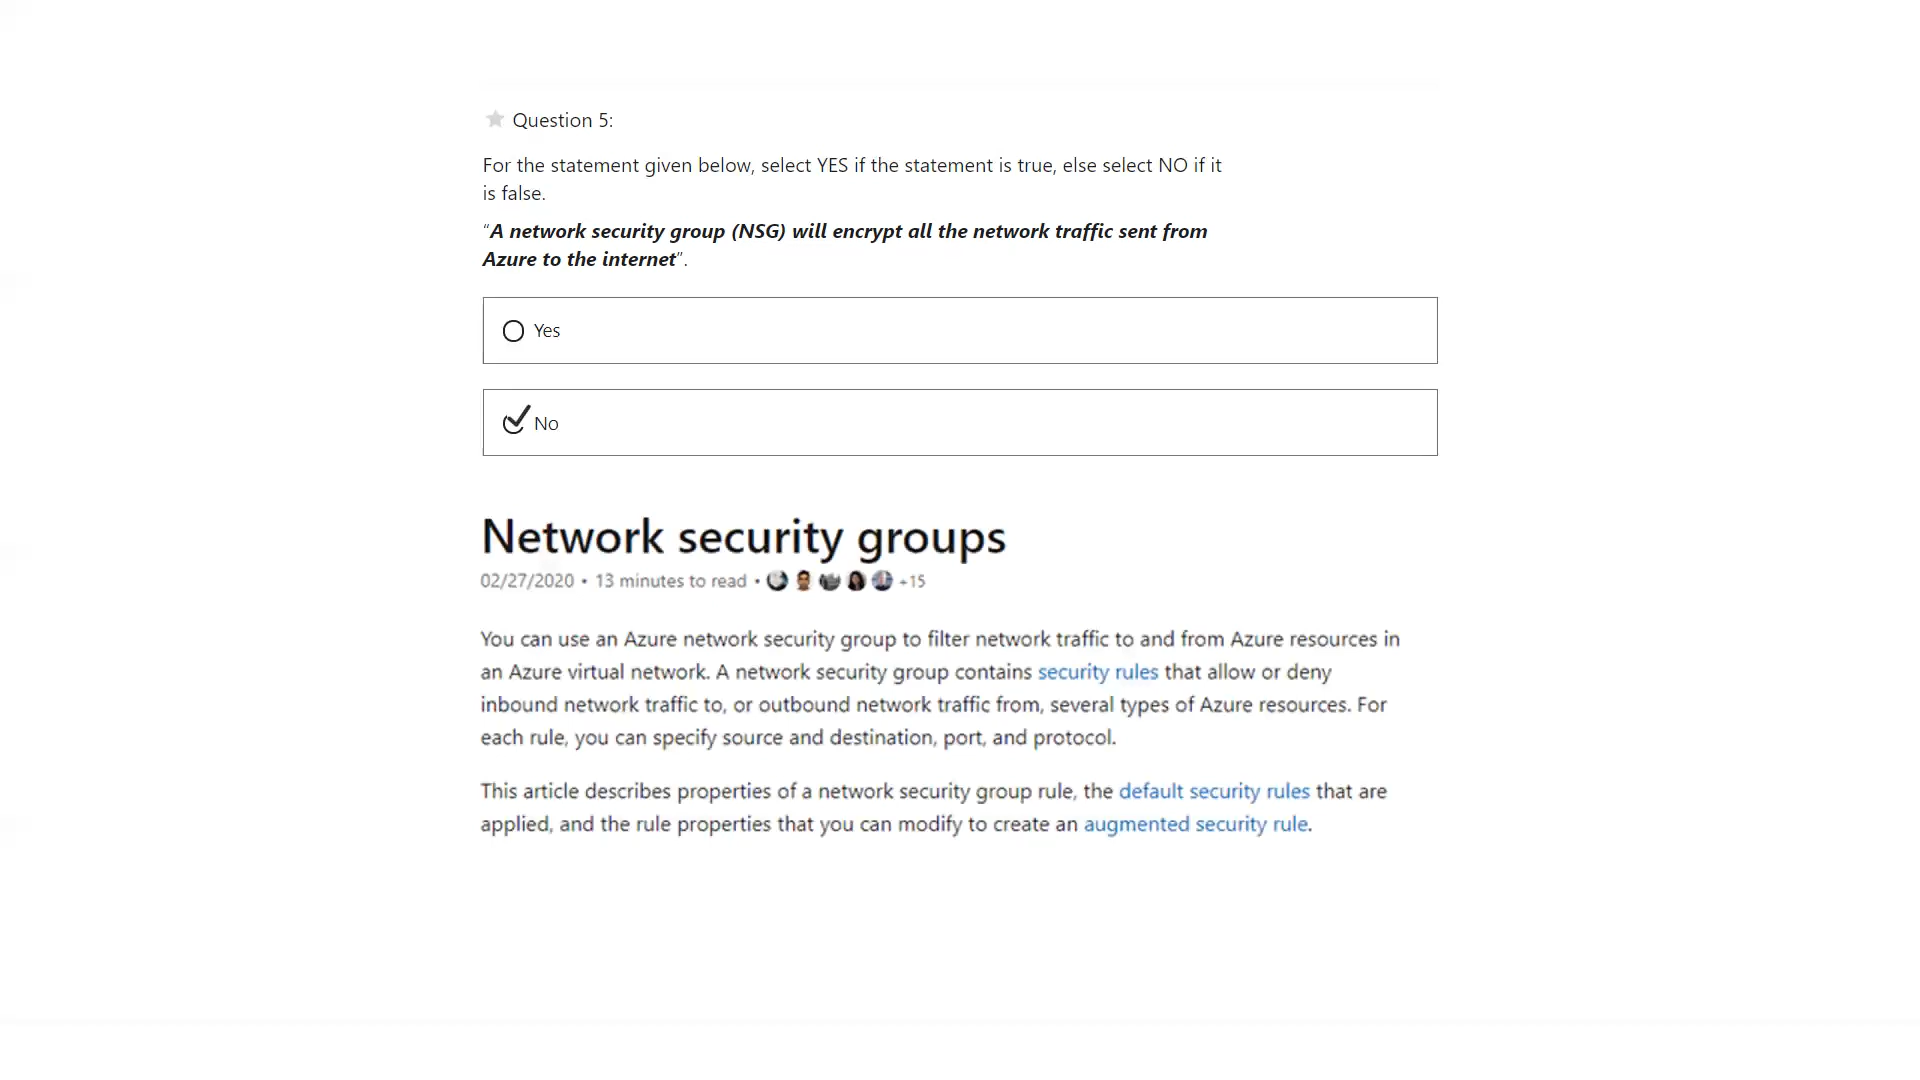 Question 5:
For the statement given below, select YES if the statement is true, else select NO if it
is false.
“A network security group (NSG) will encrypt all the network traffic sent from
Azure to the internet”.
Yes
No
Network security groups
02/27/2020 • 13 minutes to read • +15
You can use an Azure network security group to filter network traffic to and from Azure resources in
an Azure virtual network. A network security group contains security rules that allow or deny
inbound network traffic to, or outbound network traffic from, several types of Azure resources. For
each rule, you can specify source and destination, port, and protocol.
This article describes properties of a network security group rule, the default security rules that are
applied, and the rule properties that you can modify to create an augmented security rule.